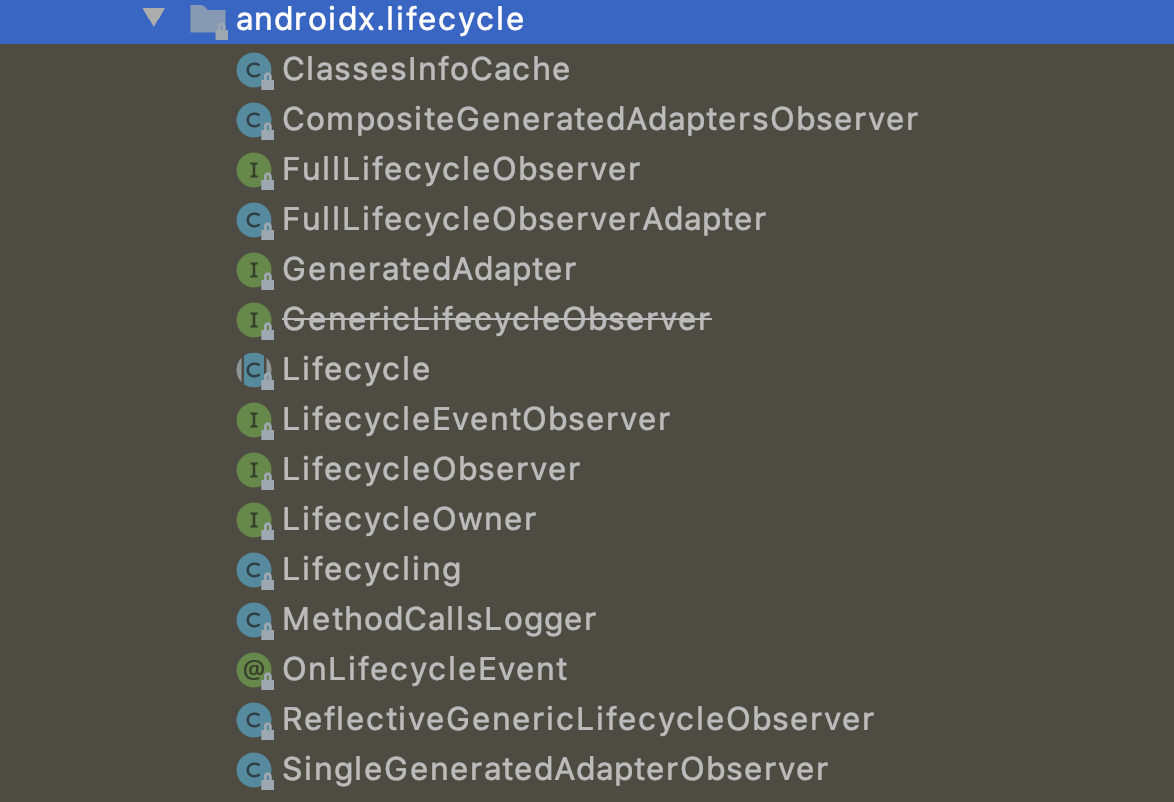 androidx.lifecycle
C ClassesInfoCache
C CompositeGeneratedAdaptersObserver
I FullLifecycleObserver
C FullLifecycleObserverAdapter
I GeneratedAdapter
I GenericLifecycleObserver
C Lifecycle
I LifecycleEventObserver
I LifecycleObserver
I LifecycleOwner
C Lifecycling
C MethodCallsLogger
@ OnLifecycleEvent
C ReflectiveGenericLifecycleObserver
C SingleGeneratedAdapterObserver